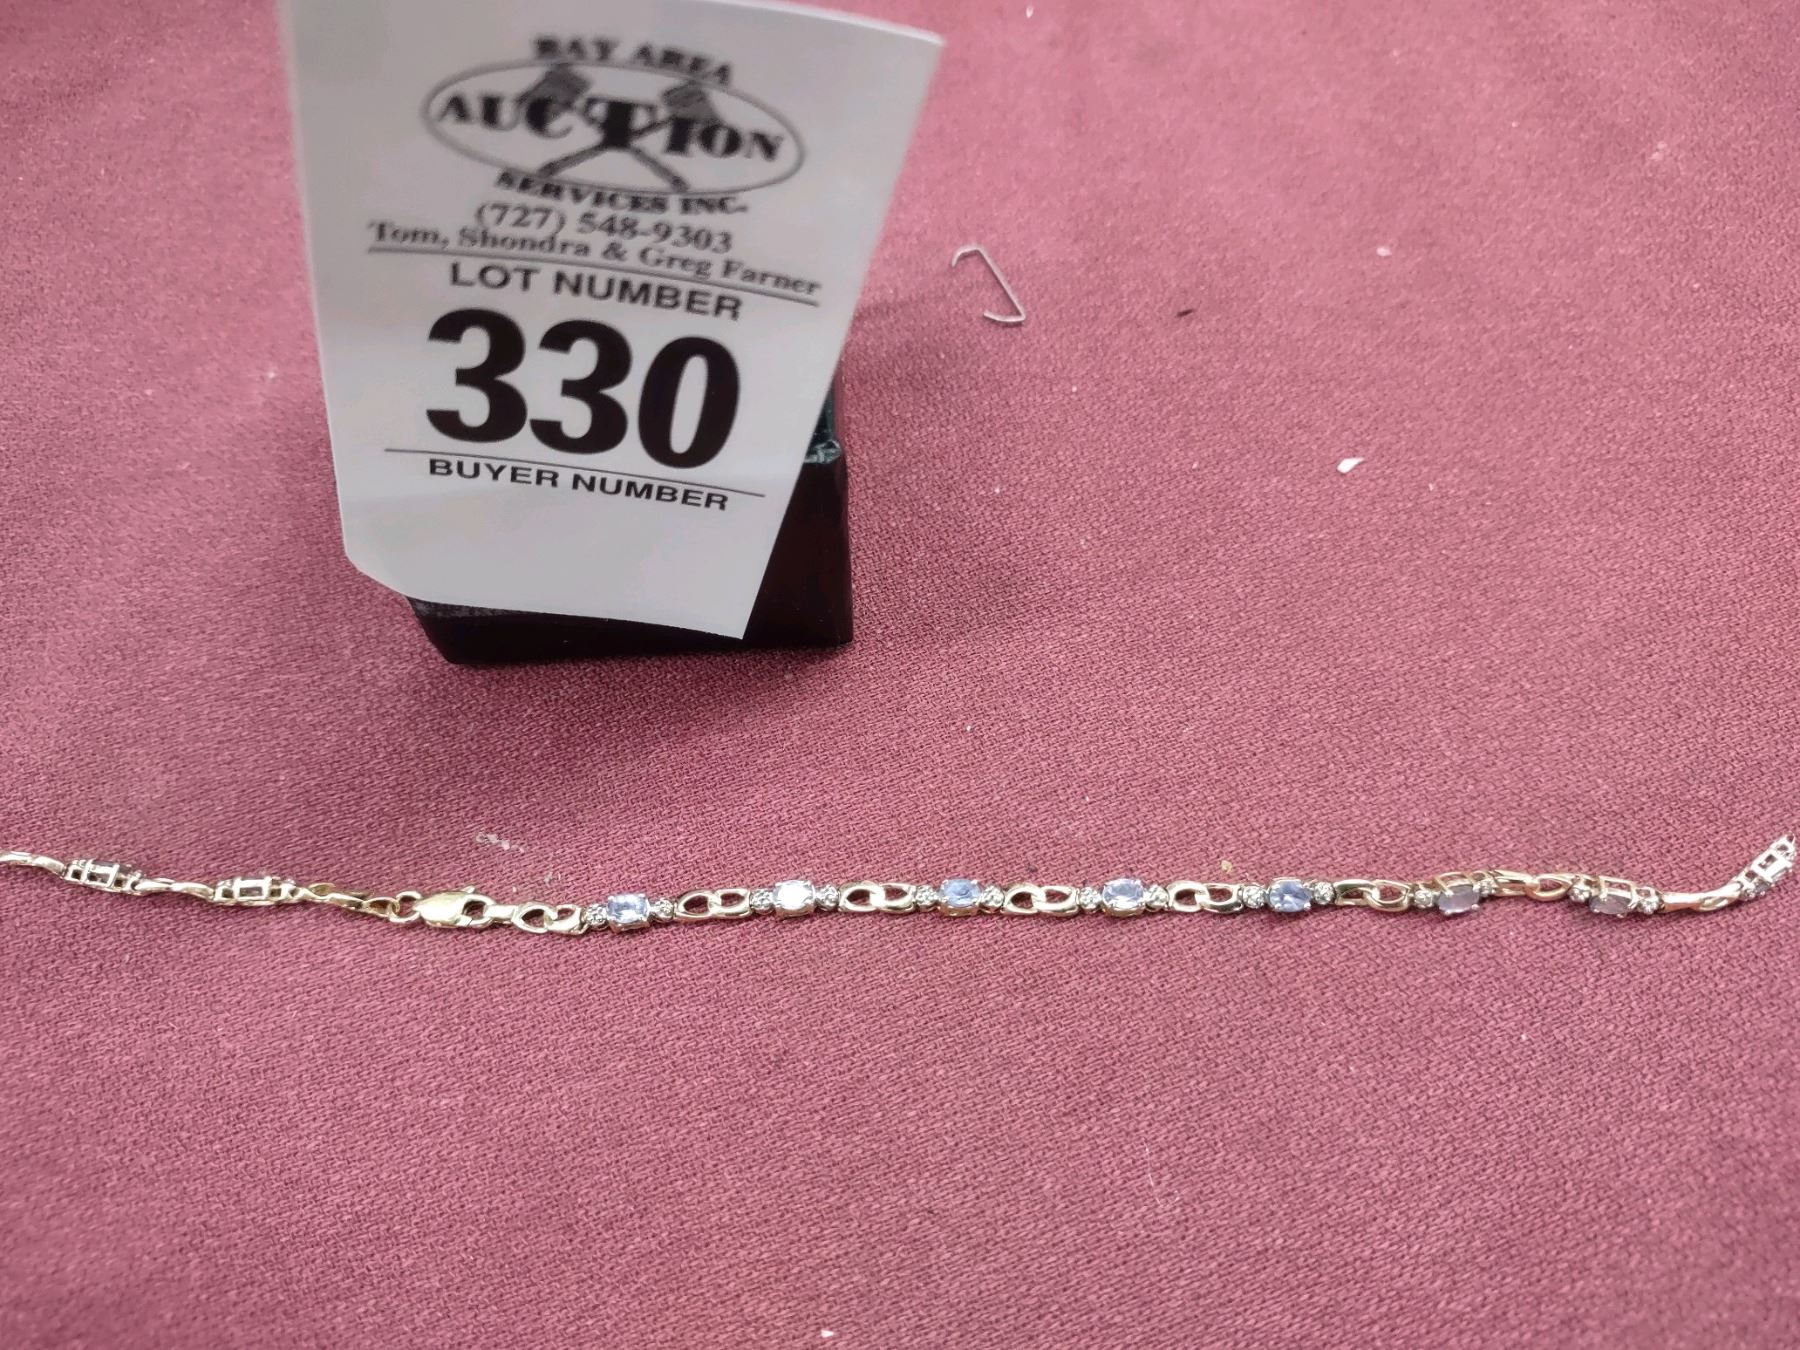 BAY AREA
AUCTION
SERVICES INC.
(727) 548-9303
Tom, Shondra & Greg Farner
LOT NUMBER
330
BUYER NUMBER